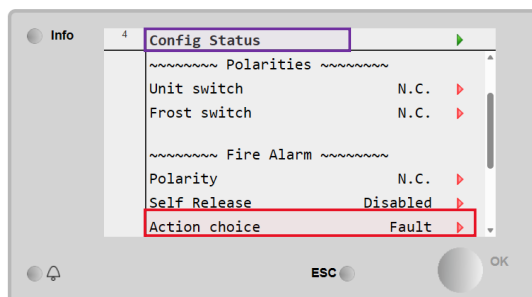 Info
4
Config Status
~~~~~~~~ Polarities ~~~~~~~~
Unit switch N.C.
Frost switch N.C.
~~~~~~~~ Fire Alarm ~~~~~~~~
Polarity N.C.
Self Release Disabled
Action choice Fault
ESC
OK